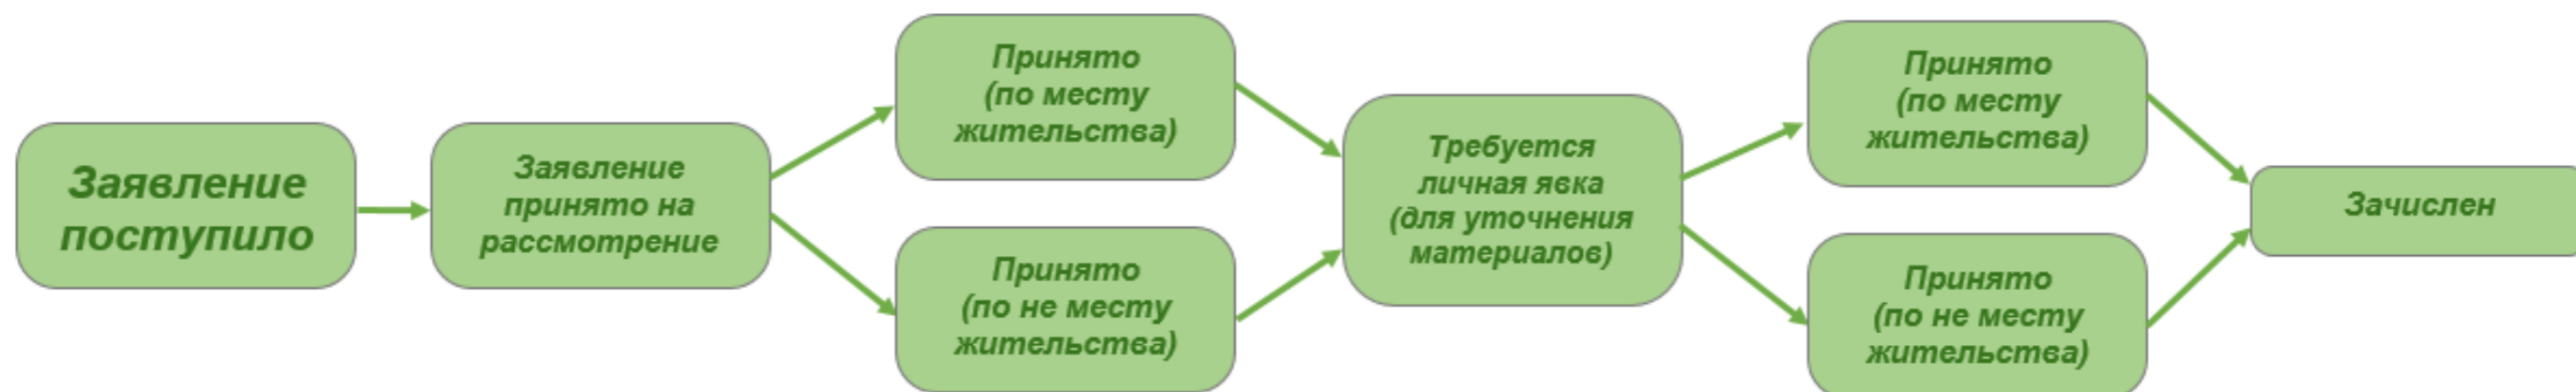 Заявление
поступило
Заявление
принято на
рассмотрение
Принято
(по месту
жительства)
Принято
(по не месту
жительства)
Требуется
личная явка
(для уточнения
материалов)
Принято
(по месту
жительства)
Принято
(по не месту
жительства)
Зачислен